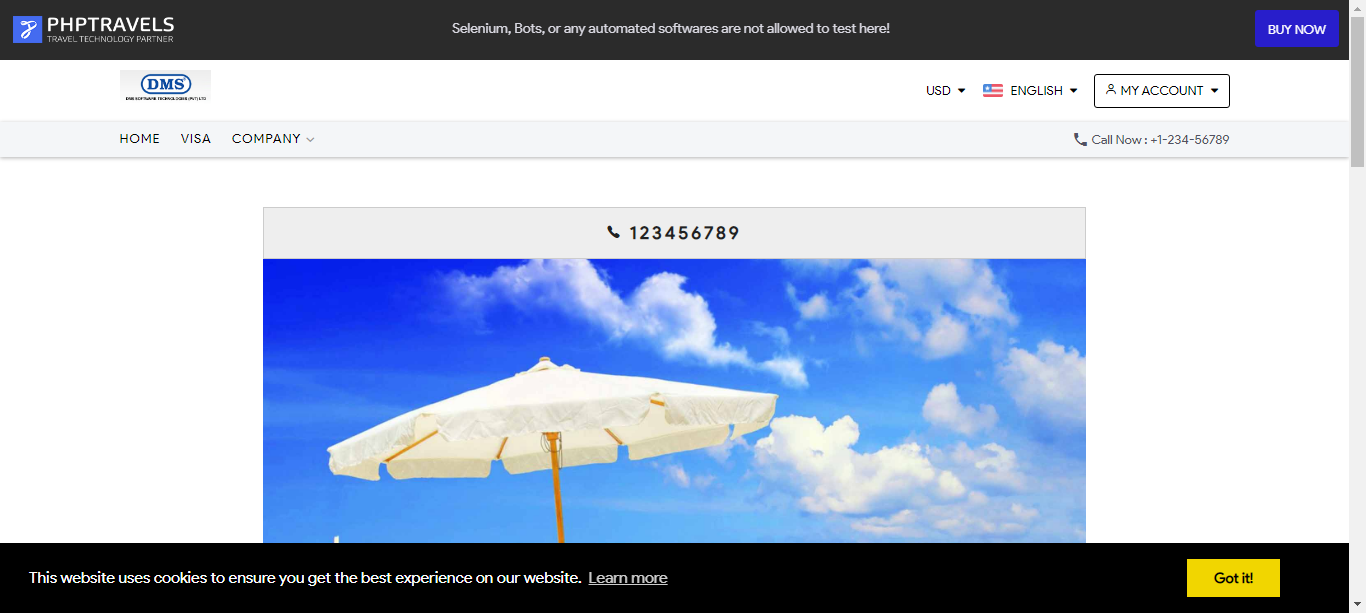 PHPTRAVELS
TRAVEL TECHNOLOGY PARTNER
Selenium, Bots, or any automated softwares are not allowed to test here!
BUY NOW
DMS
DMS SOFTWARE TECHNOLOGIES (PVT) LTD
USD
ENGLISH
MY ACCOUNT
HOME
VISA
COMPANY
Call Now : +1-234-56789
123456789
This website uses cookies to ensure you get the best experience on our website. Learn more
Got it!